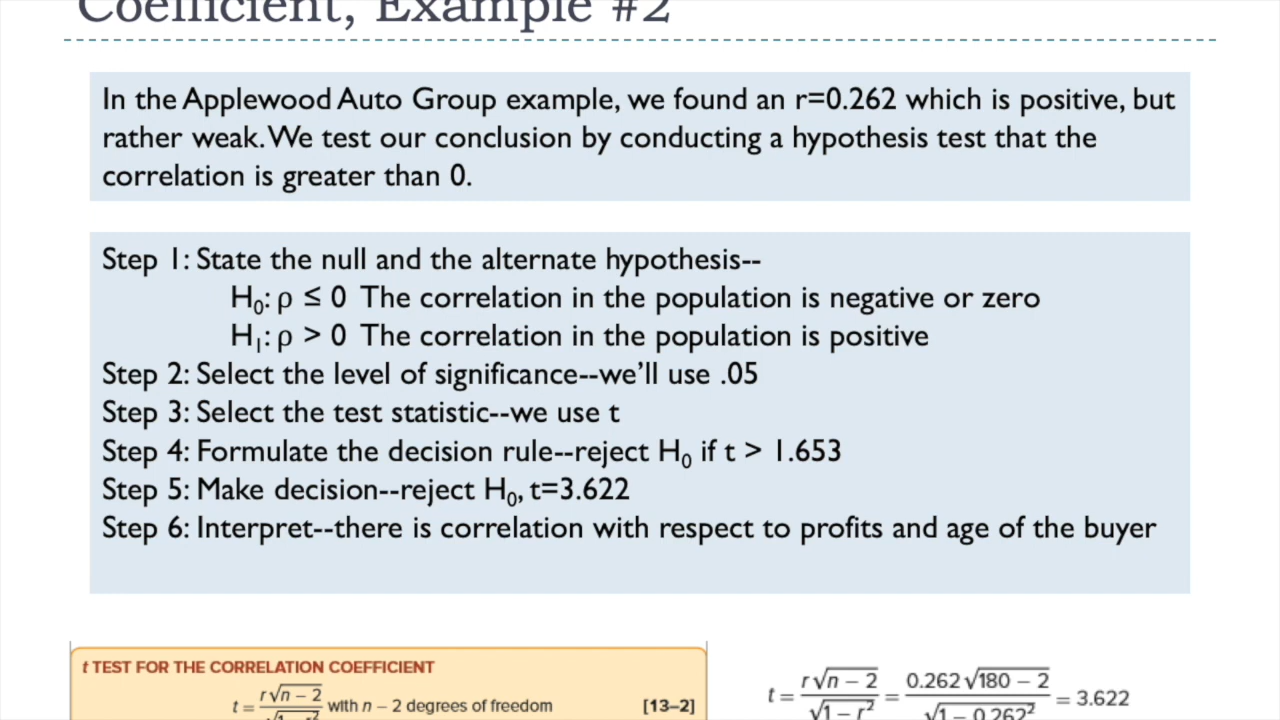 Coefficient, Example #2
In the Applewood Auto Group example, we found an r=0.262 which is positive, but
rather weak. We test our conclusion by conducting a hypothesis test that the
correlation is greater than 0.
Step 1: State the null and the alternate hypothesis--
H₀: ρ ≤ 0 The correlation in the population is negative or zero
H₁: ρ > 0 The correlation in the population is positive
Step 2: Select the level of significance--we’ll use .05
Step 3: Select the test statistic--we use t
Step 4: Formulate the decision rule--reject H₀ if t > 1.653
Step 5: Make decision--reject H₀, t=3.622
Step 6: Interpret--there is correlation with respect to profits and age of the buyer
t TEST FOR THE CORRELATION COEFFICIENT
t = r√n − 2 / √1 − r² with n − 2 degrees of freedom [13–2]
t = r√n − 2 / √1 − r² = 0.262√180 − 2 / √1 − 0.262² = 3.622